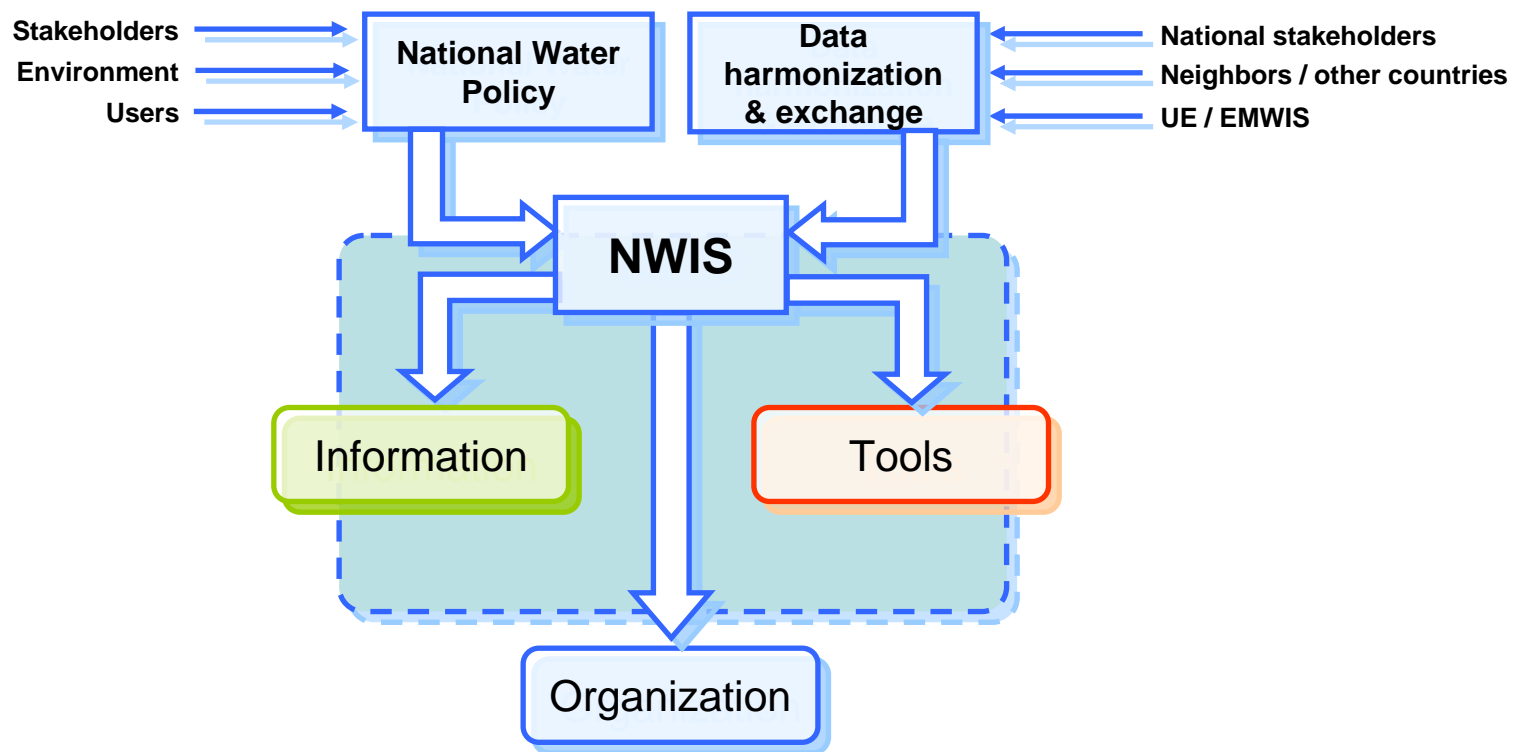 Stakeholders
Environment
Users
National Water
Policy
Data
harmonization
& exchange
National stakeholders
Neighbors / other countries
UE / EMWIS
NWIS
Information
Tools
Organization